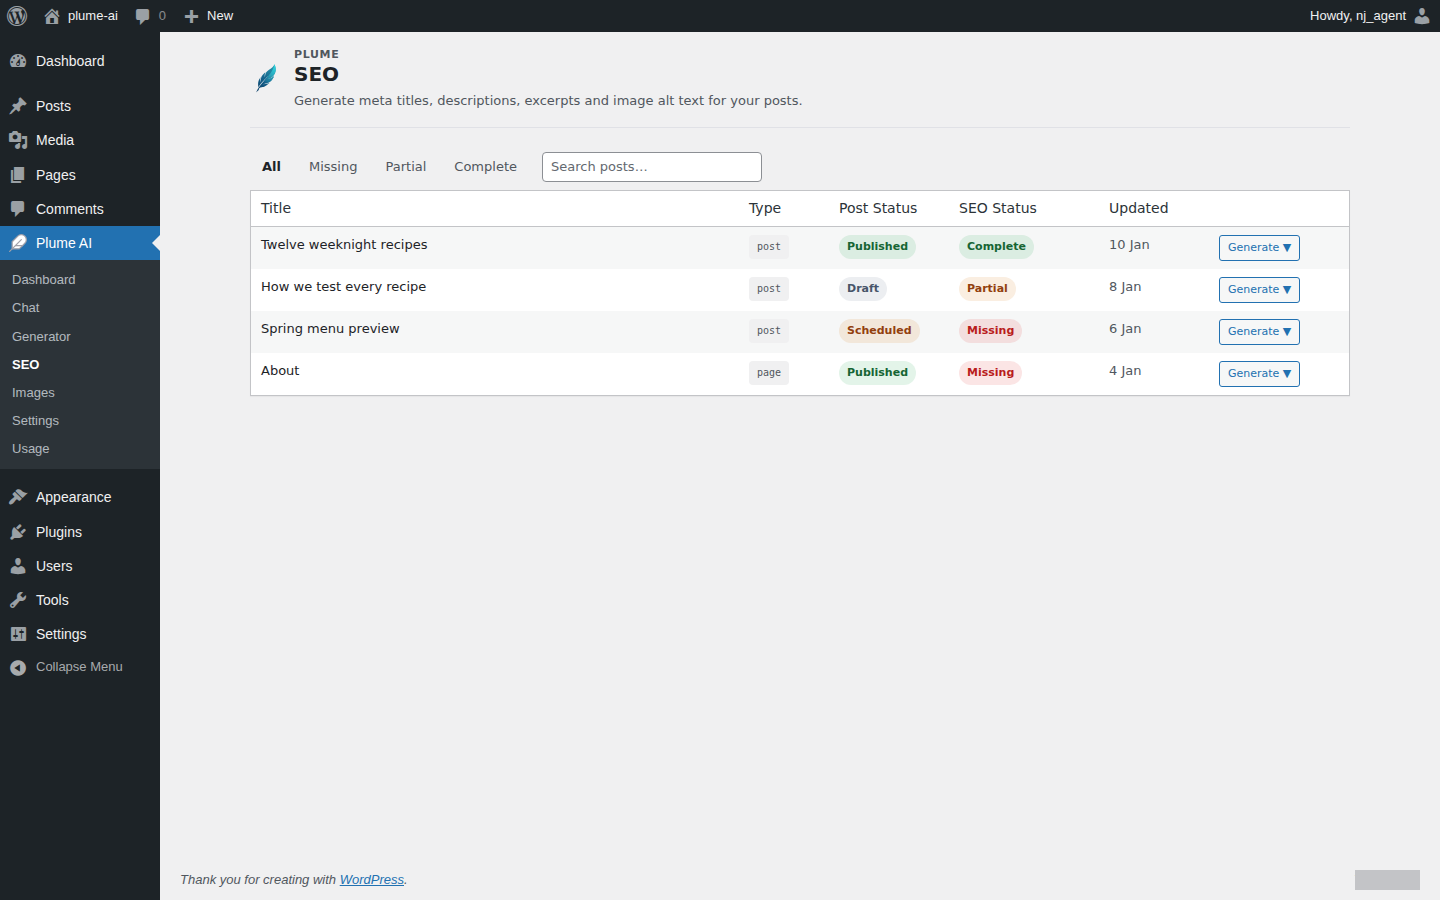 plume-ai 0 New Howdy, nj_agent
Dashboard
Posts
Media
Pages
Comments
Plume AI
Dashboard
Chat
Generator
SEO
Images
Settings
Usage
Appearance
Plugins
Users
Tools
Settings
Collapse Menu
PLUME
SEO
Generate meta titles, descriptions, excerpts and image alt text for your posts.
All Missing Partial Complete Search posts...
Title Type Post Status SEO Status Updated
Twelve weeknight recipes post Published Complete 10 Jan Generate ▼
How we test every recipe post Draft Partial 8 Jan Generate ▼
Spring menu preview post Scheduled Missing 6 Jan Generate ▼
About page Published Missing 4 Jan Generate ▼
Thank you for creating with WordPress.